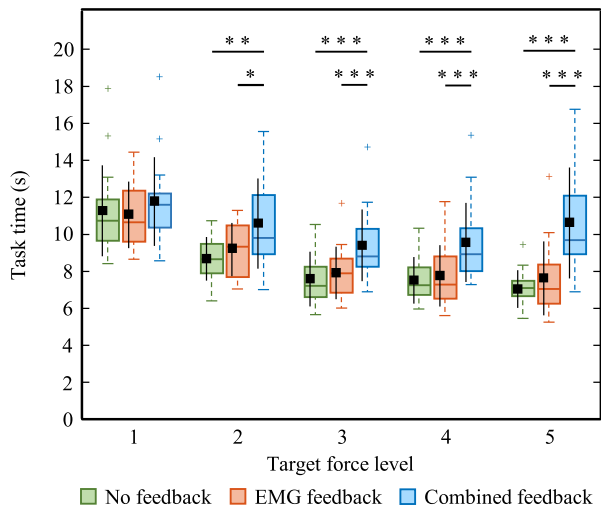 ** *** *** ***
* *** *** ***
20
18
16
14
12
10
8
6
4
2
0
Task time (s)
1 2 3 4 5
Target force level
No feedback EMG feedback Combined feedback